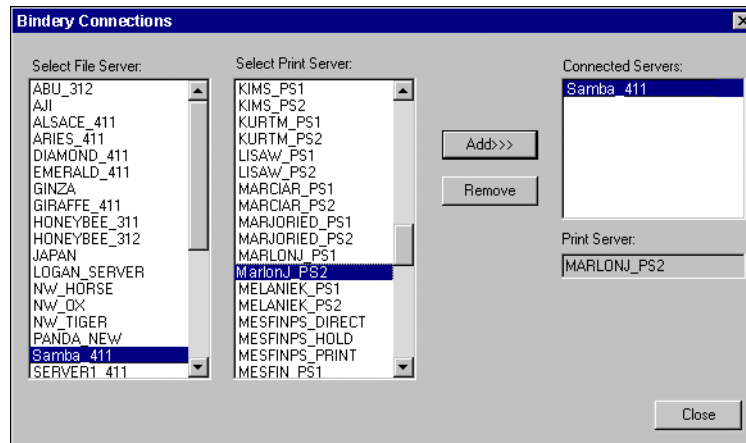 Bindery Connections
Select File Server:
ABU_312
AJI
ALSACE_411
ARIES_411
DIAMOND_411
EMERALD_411
GINZA
GIRAFFE_411
HONEYBEE_311
HONEYBEE_312
JAPAN
LOGAN_SERVER
NW_HORSE
NW_OX
NW_TIGER
PANDA_NEW
Samba_411
SERVER1_411
Select Print Server:
KIMS_PS1
KIMS_PS2
KURTM_PS1
KURTM_PS2
LISAW_PS1
LISAW_PS2
MARCIAR_PS1
MARCIAR_PS2
MARJORIED_PS1
MARJORIED_PS2
MARLONJ_PS1
MarlonJ_PS2
MELANIEK_PS1
MELANIEK_PS2
MESFINPS_DIRECT
MESFINPS_HOLD
MESFINPS_PRINT
MESFIN_PS1
Add>>>
Remove
Connected Servers:
Samba_411
Print Server:
MARLONJ_PS2
Close